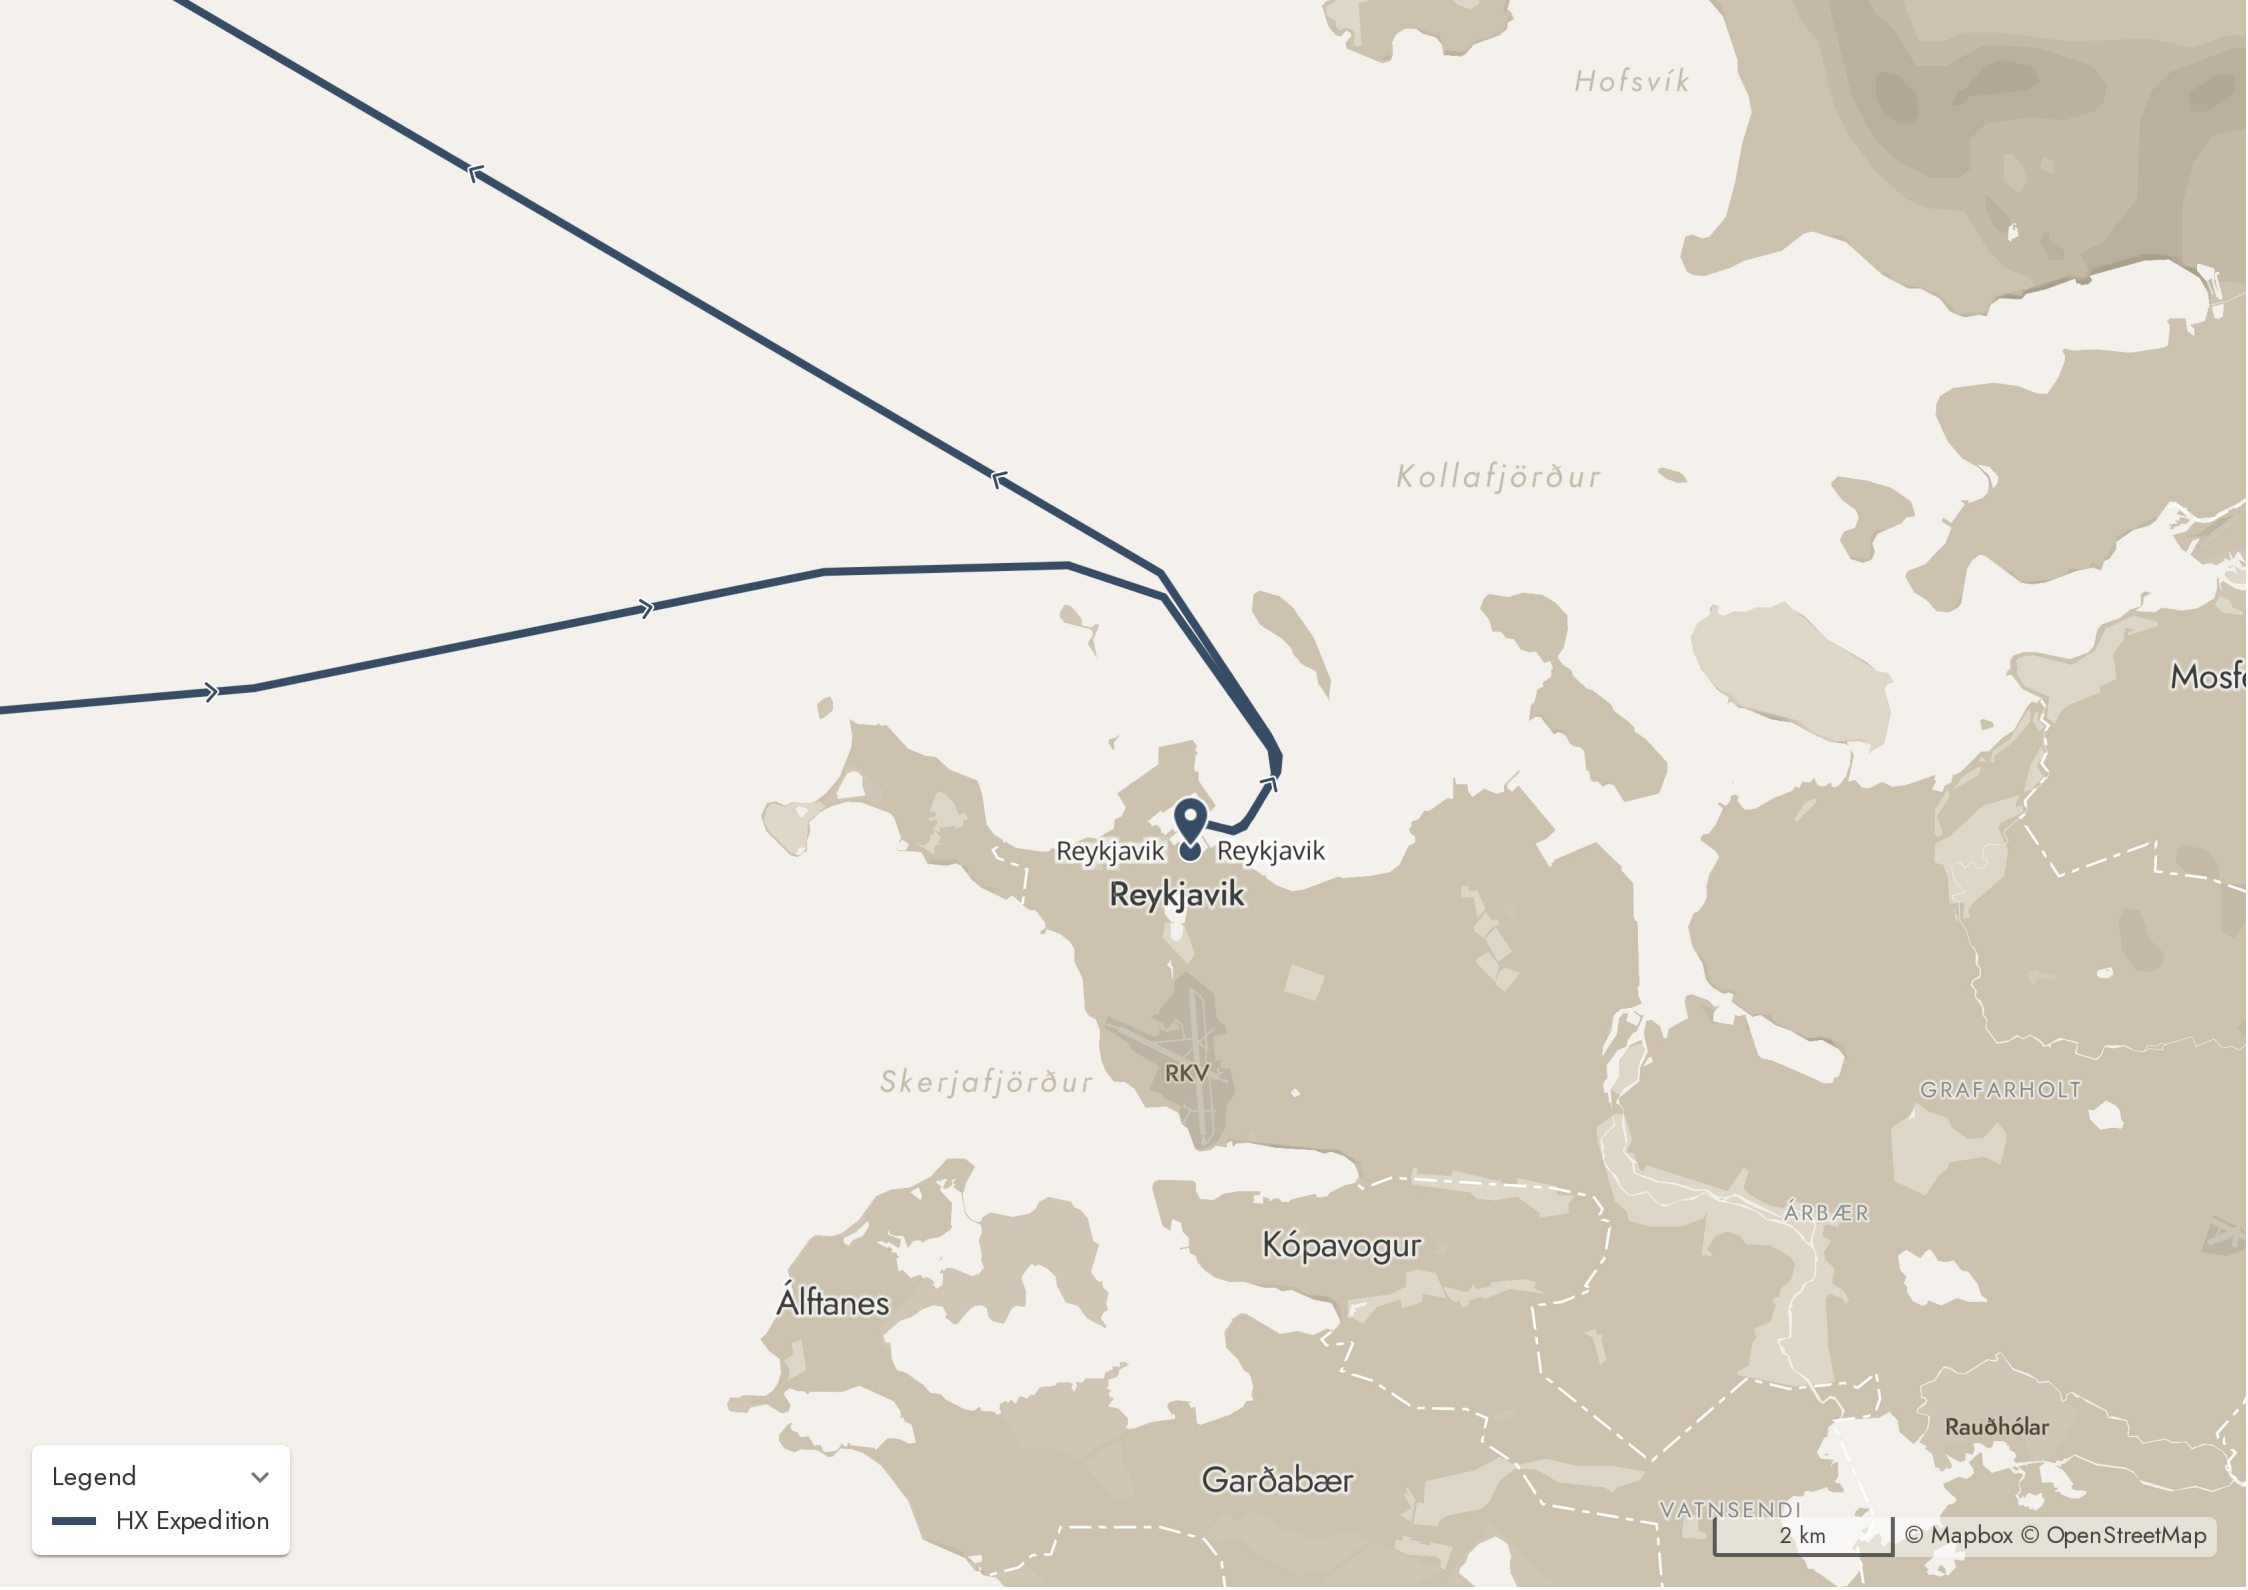 Hofsvík
Kollafjörður
Mosfe
Reykjavik
Reykjavik
Reykjavik
Skerjafjörður
RKV
GRAFARHOLT
ÁRBÆR
Kópavogur
Álftanes
Rauðhólar
Garðabær
VATNSENDI
Legend
HX Expedition
2 km
© Mapbox © OpenStreetMap